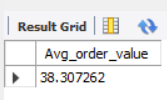 Result Grid
Avg_order_value
38.307262